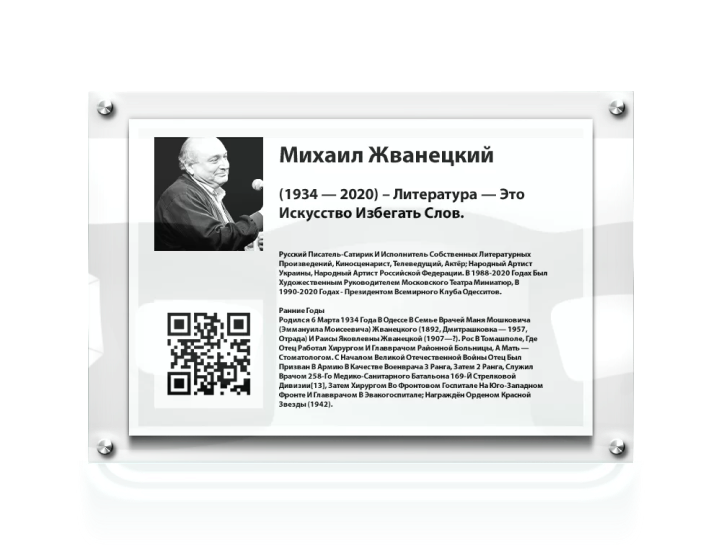 Михаил Жванецкий
(1934 — 2020) – Литература — Это
Искусство Избегать Слов.
Русский Писатель-Сатирик И Исполнитель Собственных Литературных
Произведений, Киносценарист, Телеведущий, Актёр; Народный Артист
Украины, Народный Артист Российской Федерации. В 1988-2020 Годах Был
Художественным Руководителем Московского Театра Миниатюр, В
1990-2020 Годах - Президентом Всемирного Клуба Одесситов.
Ранние Годы
Родился 6 Марта 1934 Года В Одессе В Семье Врачей Маня Мошковича
(Эммануила Моисеевича) Жванецкого (1892, Дмитрашковка — 1957,
Отрада) И Раисы Яковлевны Жванецкой (1907—?). Рос В Томашполе, Где
Отец Работал Хирургом И Главврачом Районной Больницы, А Мать —
Стоматологом. С Началом Великой Отечественной Войны Отец Был
Призван В Армию В Качестве Военврача 3 Ранга, Затем 2 Ранга, Служил
Врачом 258-Го Медико-Санитарного Батальона 169-Й Стрелковой
Дивизии[13], Затем Хирургом Во Фронтовом Госпитале На Юго-Западном
Фронте И Главврачом В Эвакогоспитале; Награждён Орденом Красной
Звезды (1942).